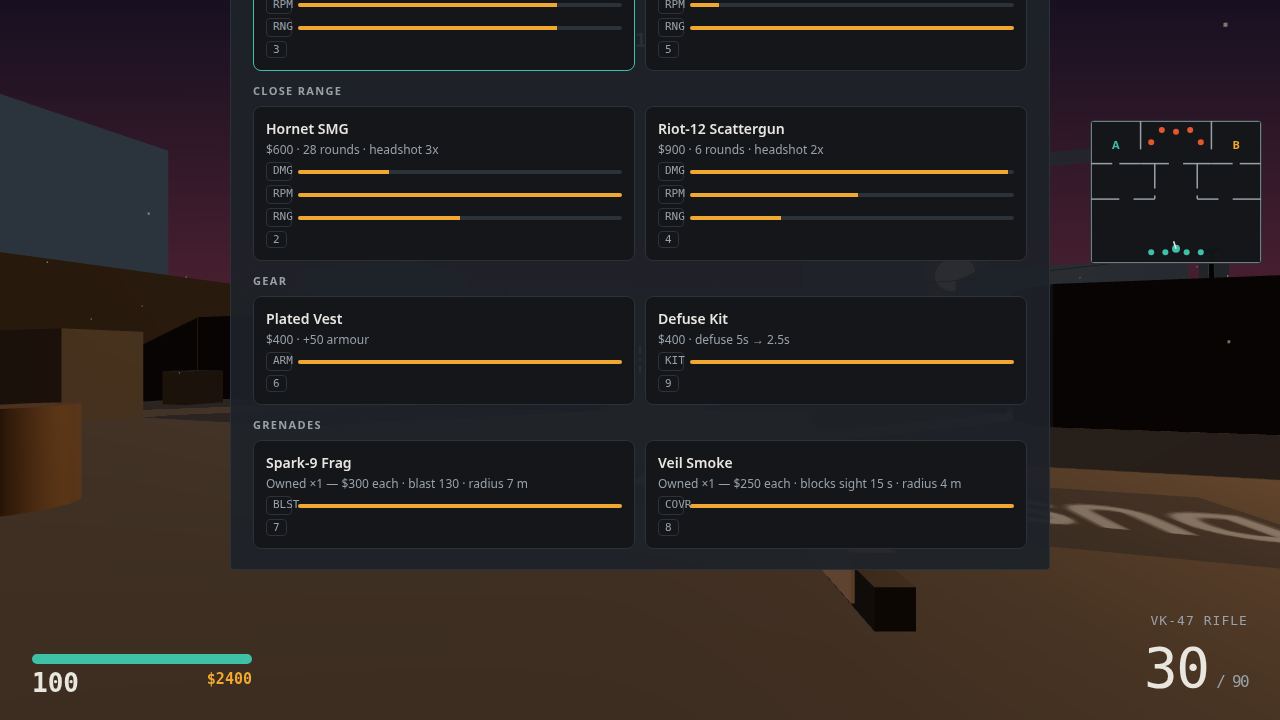 RPM
RPM
RNG
RNG
3
5
CLOSE RANGE
Hornet SMG
$600 · 28 rounds · headshot 3x
DMG
RPM
RNG
2
Riot-12 Scattergun
$900 · 6 rounds · headshot 2x
DMG
RPM
RNG
4
A
B
GEAR
Plated Vest
$400 · +50 armour
ARM
6
Defuse Kit
$400 · defuse 5s → 2.5s
KIT
9
GRENADES
Spark-9 Frag
Owned ×1 — $300 each · blast 130 · radius 7 m
BLST
7
Veil Smoke
Owned ×1 — $250 each · blocks sight 15 s · radius 4 m
COVR
8
100
$2400
VK-47 RIFLE
30 / 90